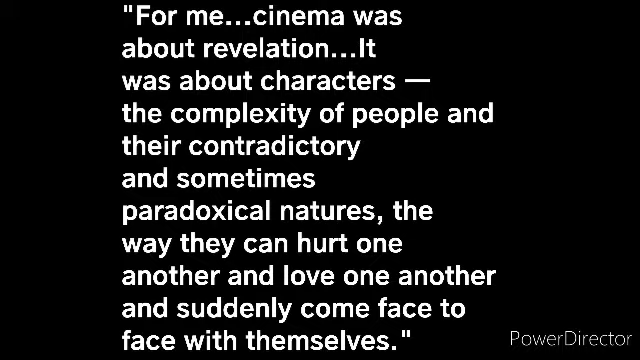 "For me...cinema was
about revelation...It
was about characters —
the complexity of people and
their contradictory
and sometimes
paradoxical natures, the
way they can hurt one
another and love one another
and suddenly come face to
face with themselves."
PowerDirector